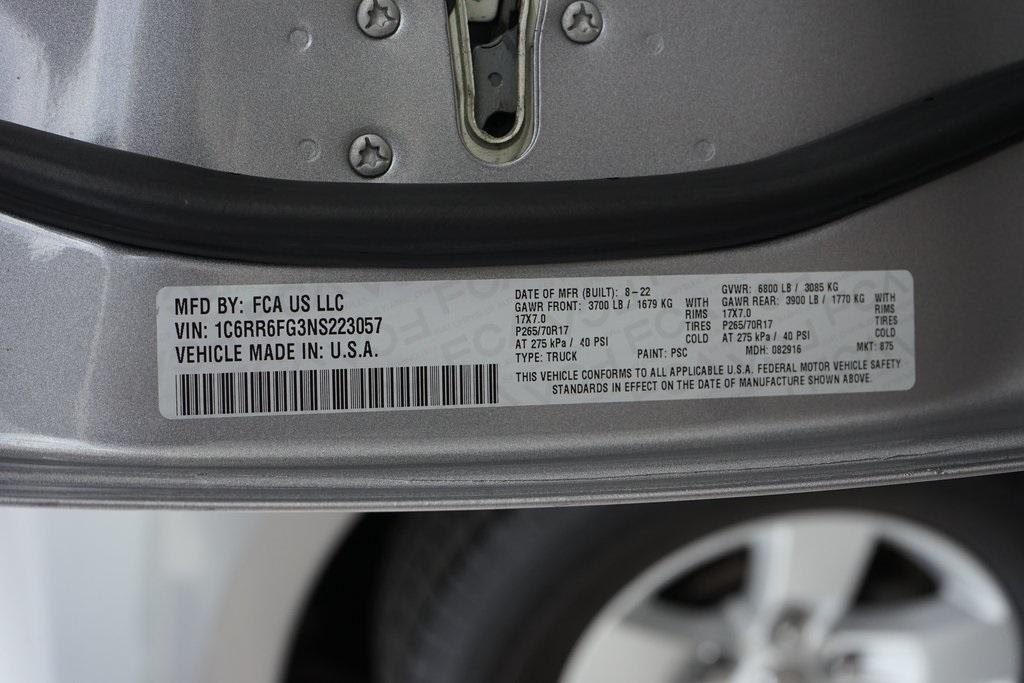 MFD BY: FCA US LLC
VIN: 1C6RR6FG3NS223057
VEHICLE MADE IN: U.S.A.
DATE OF MFR (BUILT): 8-22
GVWR: 6800 LB / 3085 KG
GAWR FRONT: 3700 LB / 1679 KG WITH
17X7.0 RIMS
P265/70R17 TIRES
AT 275 kPa / 40 PSI COLD
GAWR REAR: 3900 LB / 1770 KG WITH
17X7.0 RIMS
P265/70R17 TIRES
AT 275 kPa / 40 PSI COLD
TYPE: TRUCK PAINT: PSC MDH: 082916 MKT: 875
THIS VEHICLE CONFORMS TO ALL APPLICABLE U.S.A. FEDERAL MOTOR VEHICLE SAFETY
STANDARDS IN EFFECT ON THE DATE OF MANUFACTURE SHOWN ABOVE.